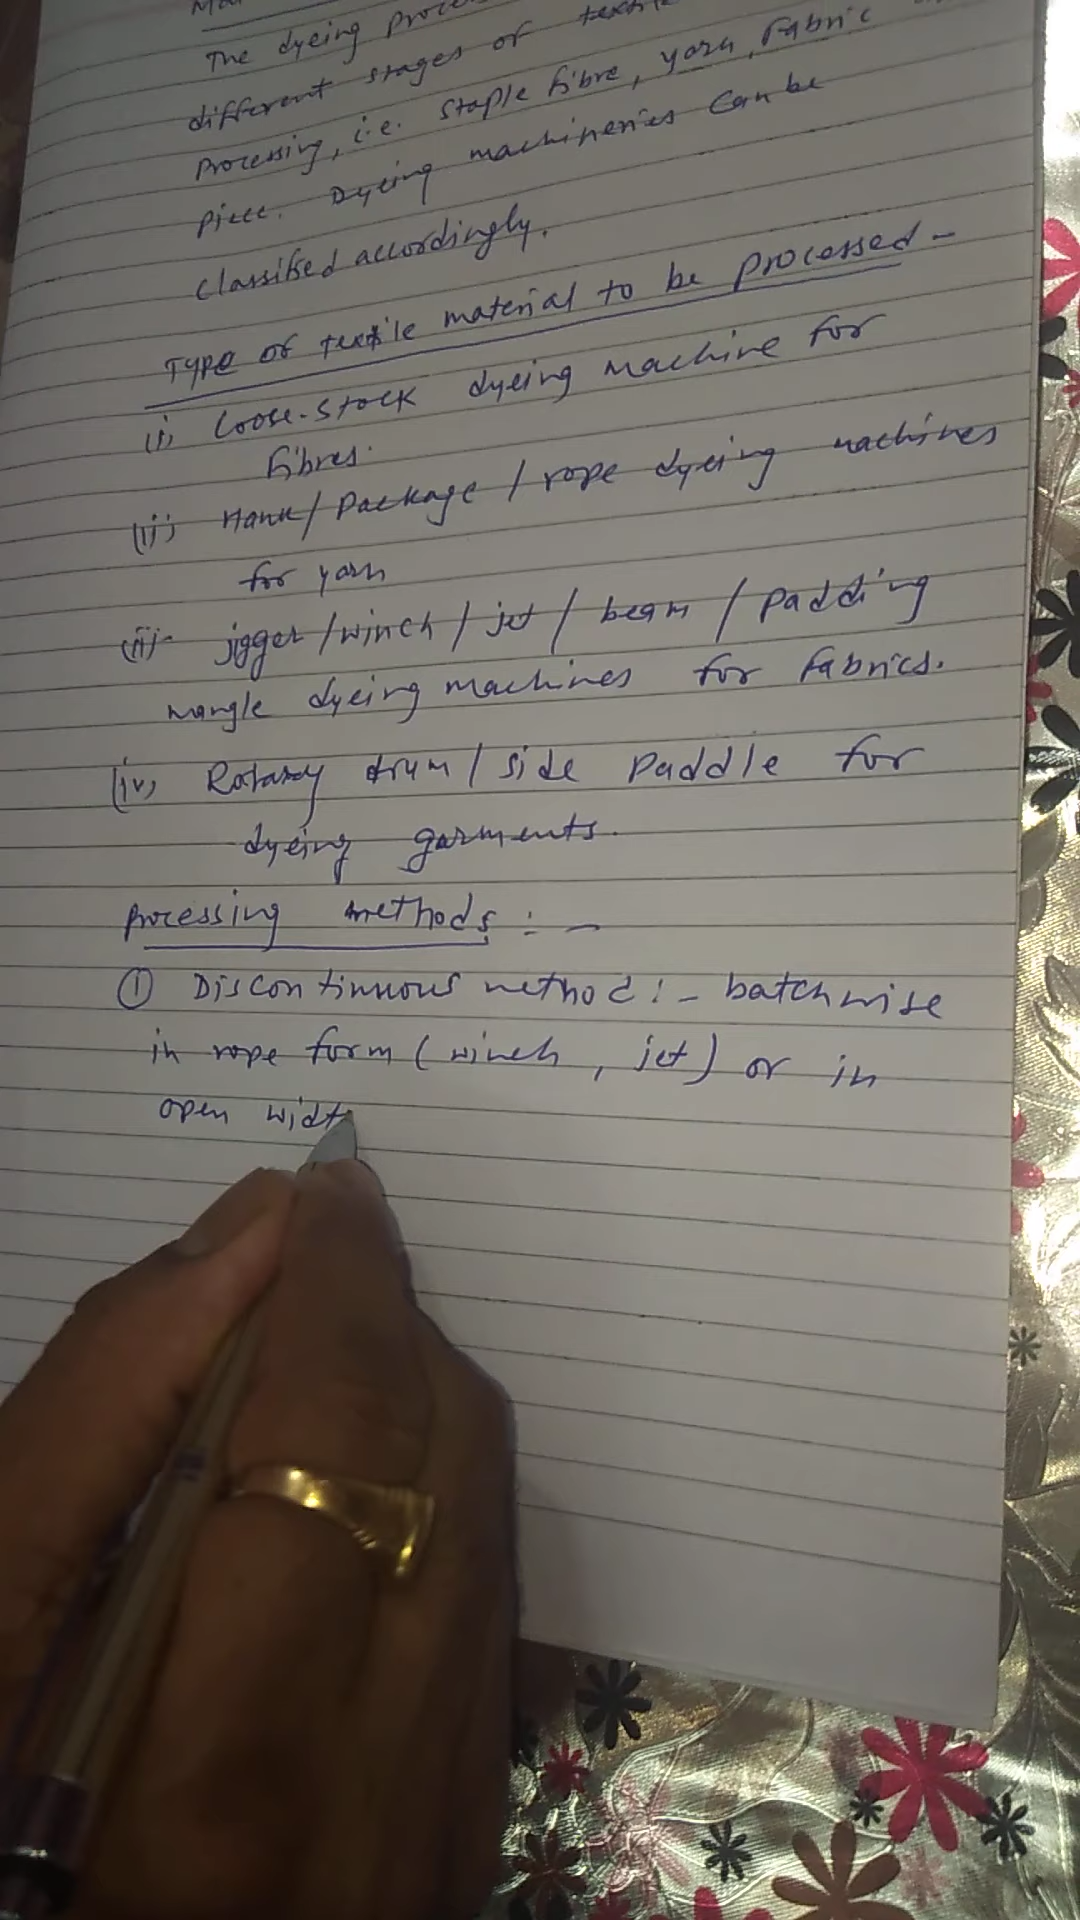 The dyeing
different stages of textile
processing, i.e. staple fibre, yarn, fabric
piece. Dyeing machineries can be
classified accordingly.
Type of textile material to be processed -
(i) Loose-stock dyeing machine for
fibres.
(ii) Hank / Package / rope dyeing machines
for yarn
(iii) jigger / winch / jet / beam / padding
mangle dyeing machines for fabrics.
(iv) Rotary drum / side paddle for
dyeing garments.
Processing methods : -
① Discontinuous method : - batchwise
in rope form (winch, jet) or in
open widt